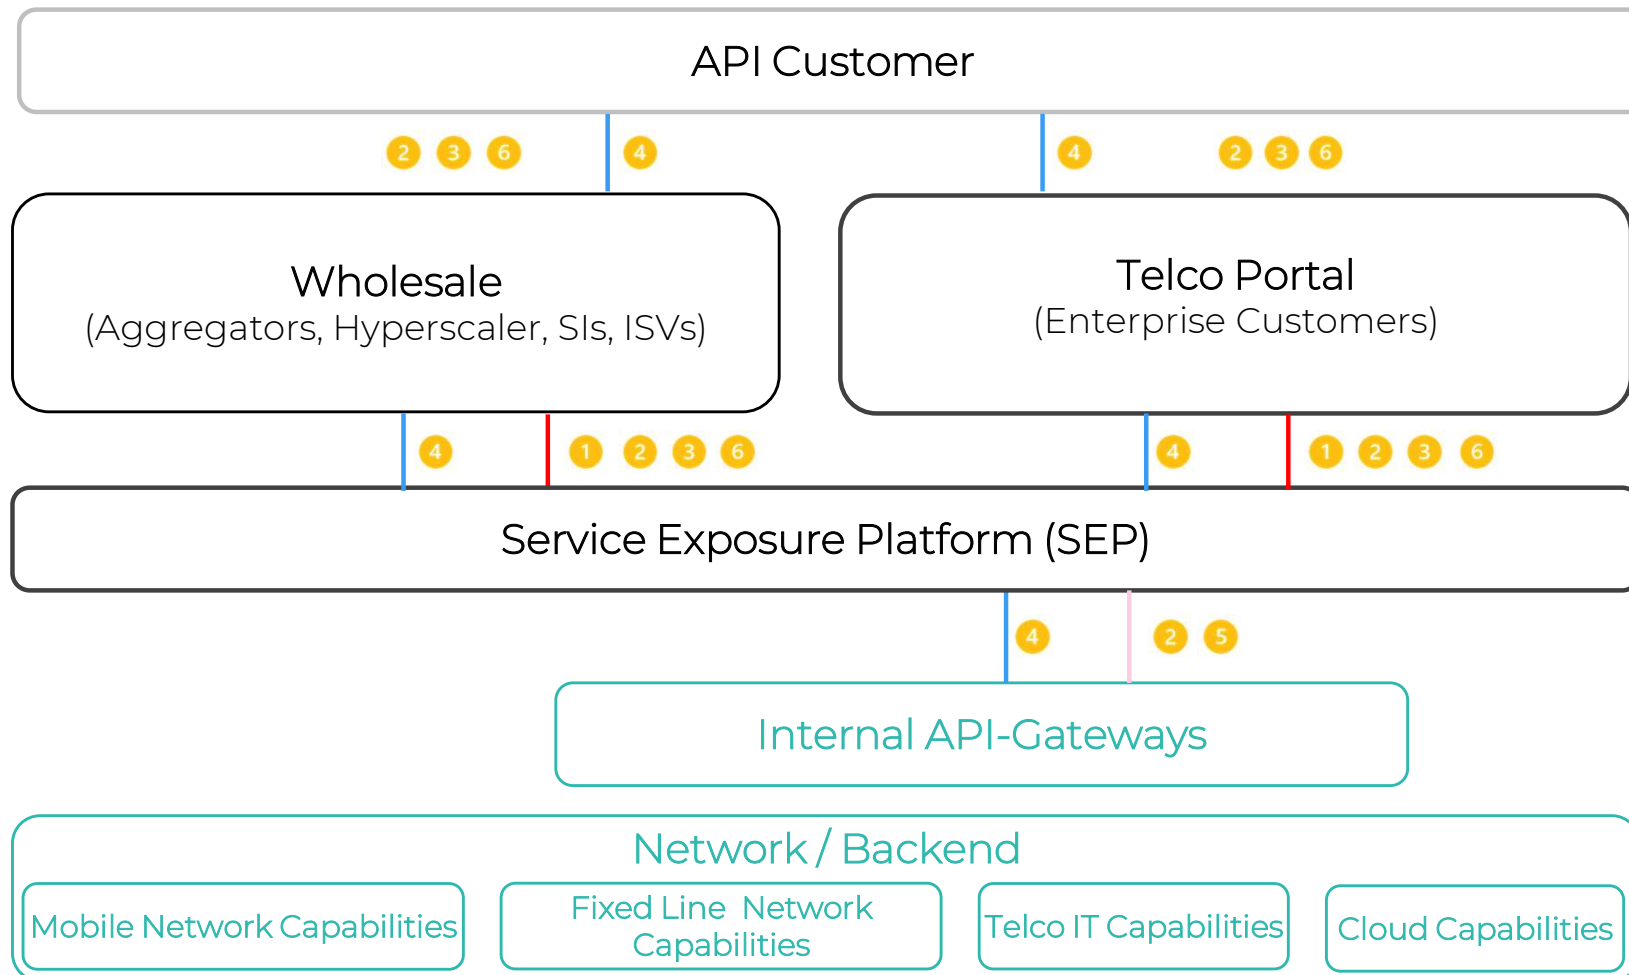 API Customer
2 3 6 4 4 2 3 6
Wholesale
(Aggregators, Hyperscaler, SIs, ISVs)
Telco Portal
(Enterprise Customers)
4 1 2 3 6 4 1 2 3 6
Service Exposure Platform (SEP)
4 2 5
Internal API-Gateways
Network / Backend
Mobile Network Capabilities
Fixed Line Network
Capabilities
Telco IT Capabilities
Cloud Capabilities